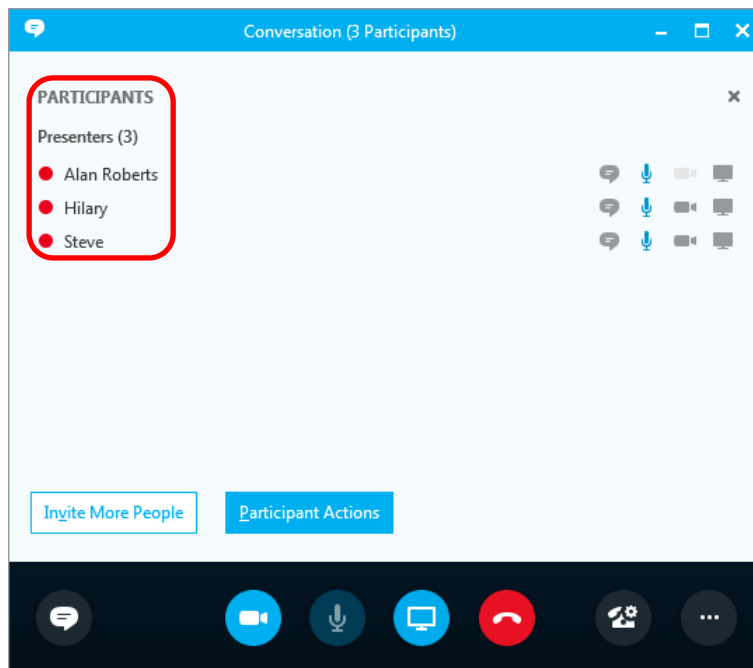 Conversation (3 Participants)
PARTICIPANTS
Presenters (3)
Alan Roberts
Hilary
Steve
Invite More People
Participant Actions